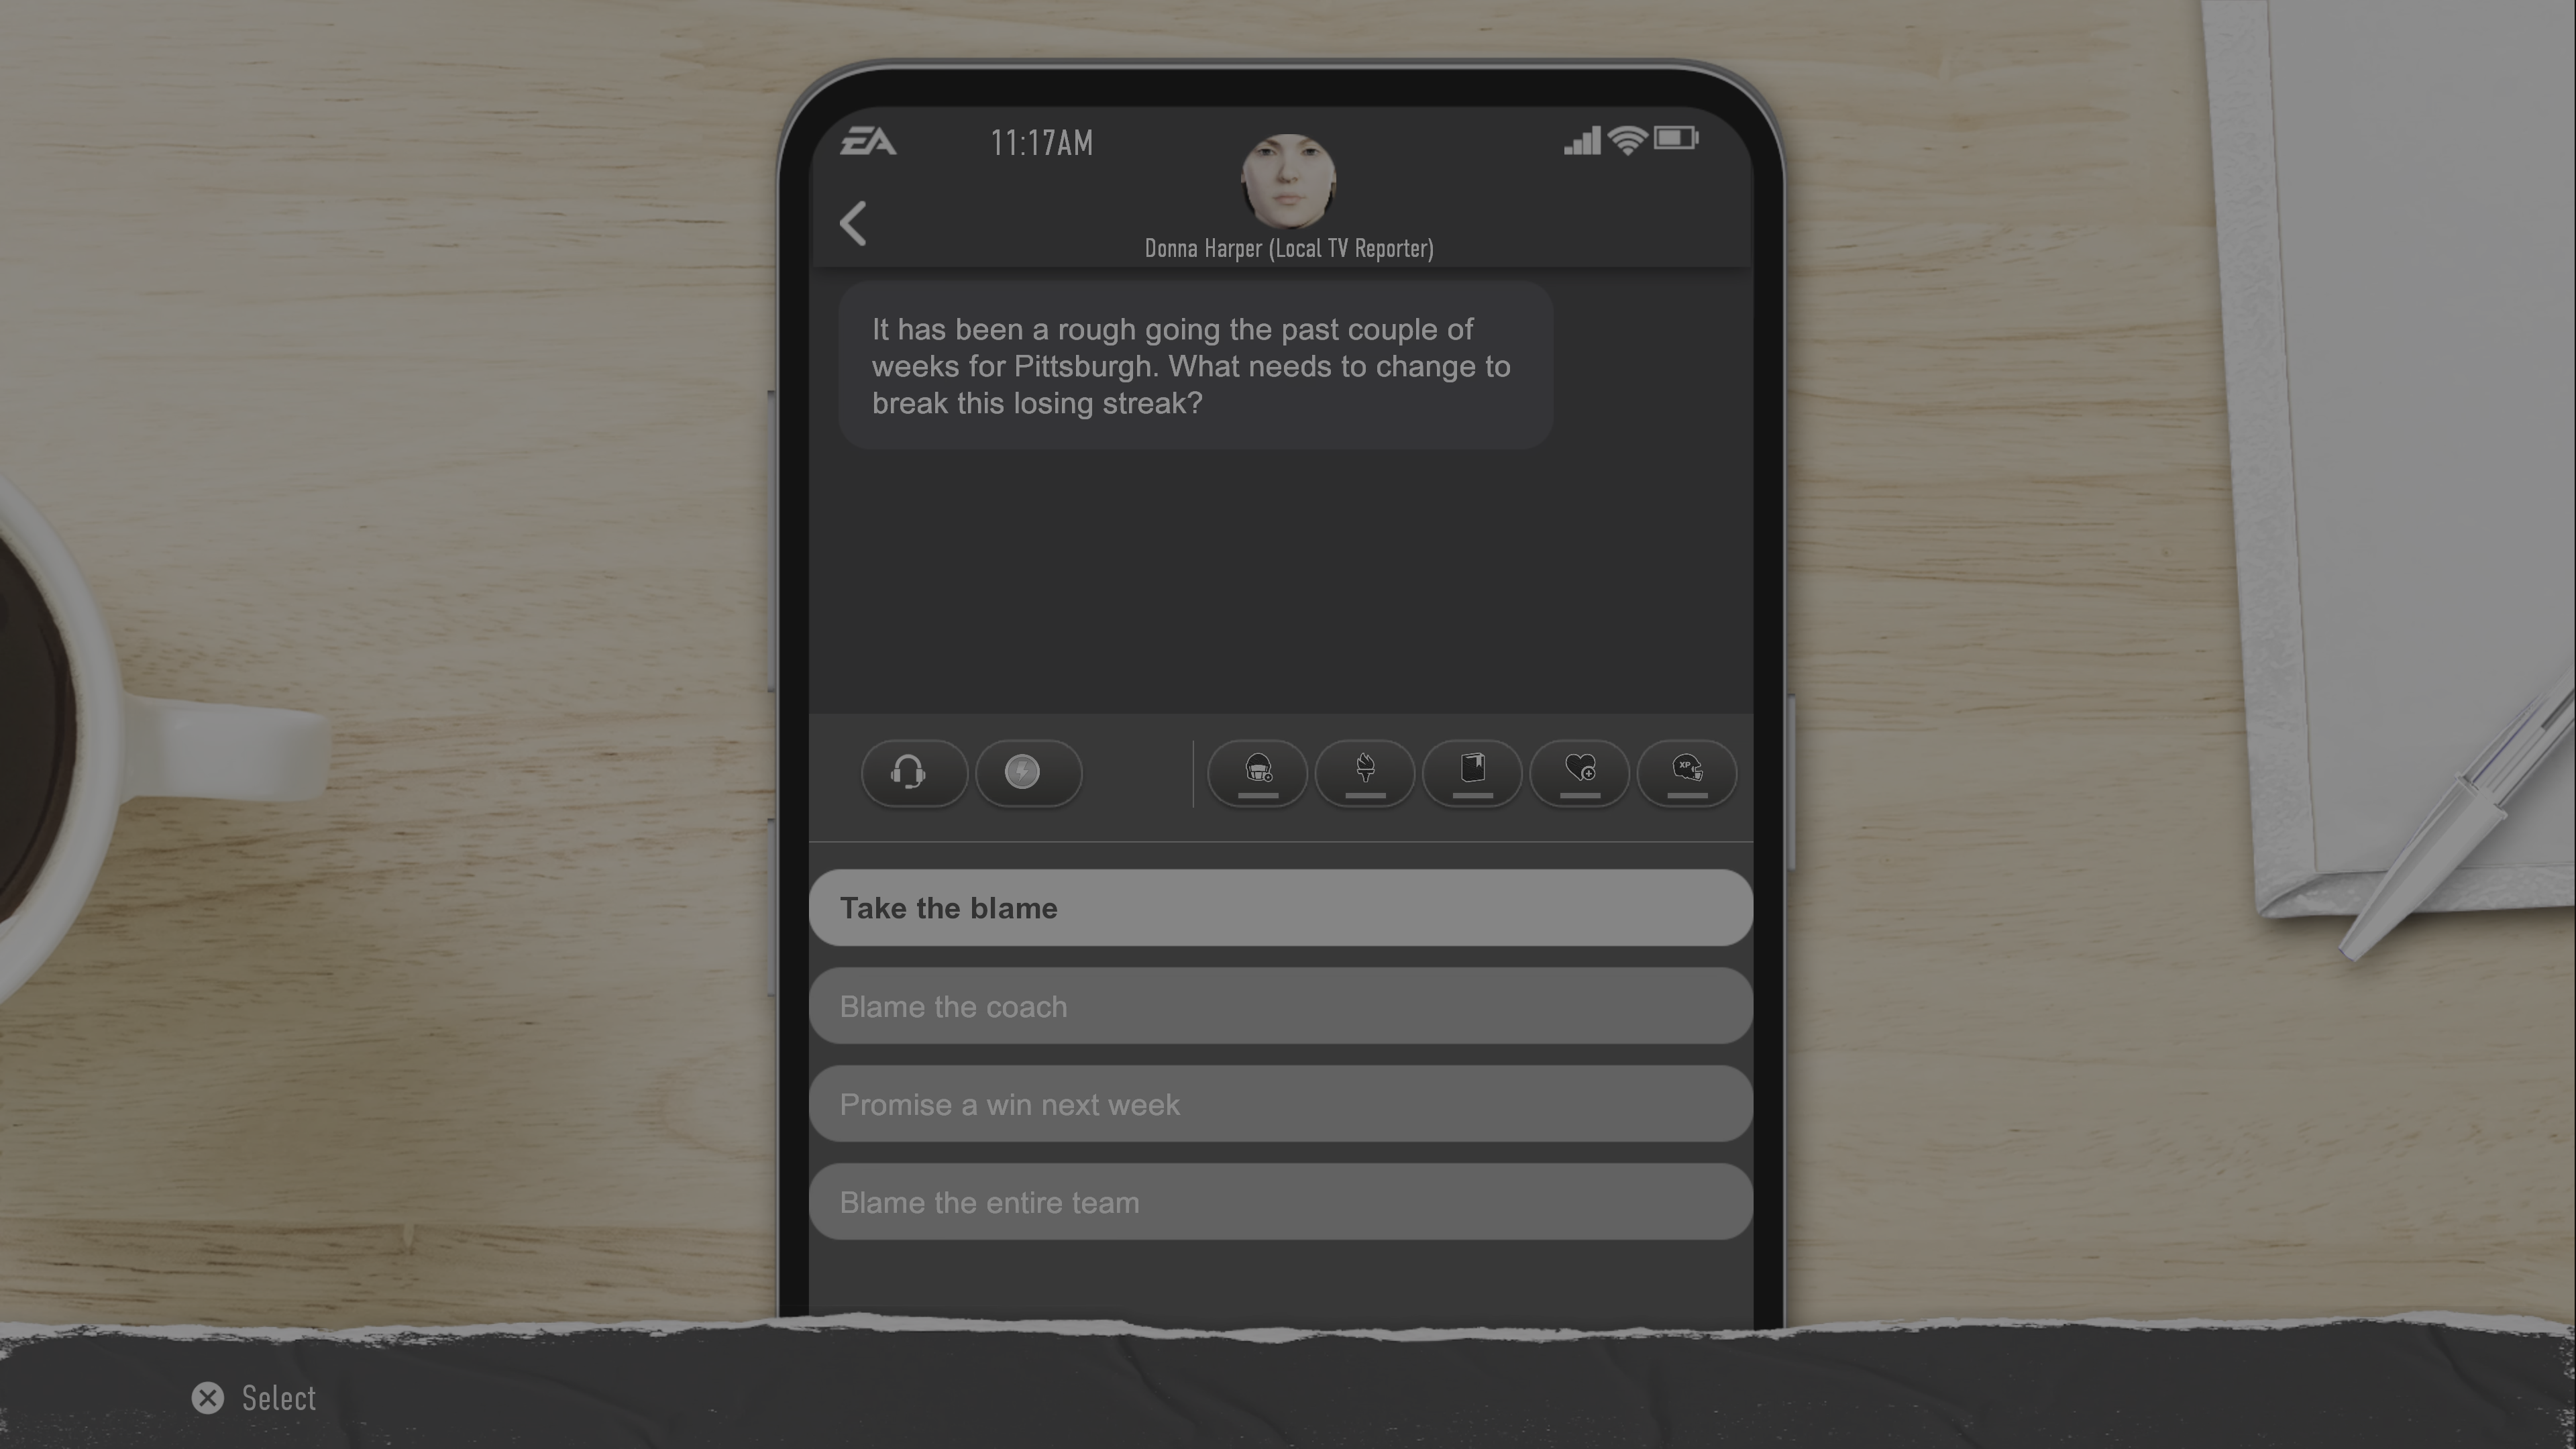 EA
11:17AM
Donna Harper (Local TV Reporter)
It has been a rough going the past couple of
weeks for Pittsburgh. What needs to change to
break this losing streak?
XP
Take the blame
Blame the coach
Promise a win next week
Blame the entire team
Select